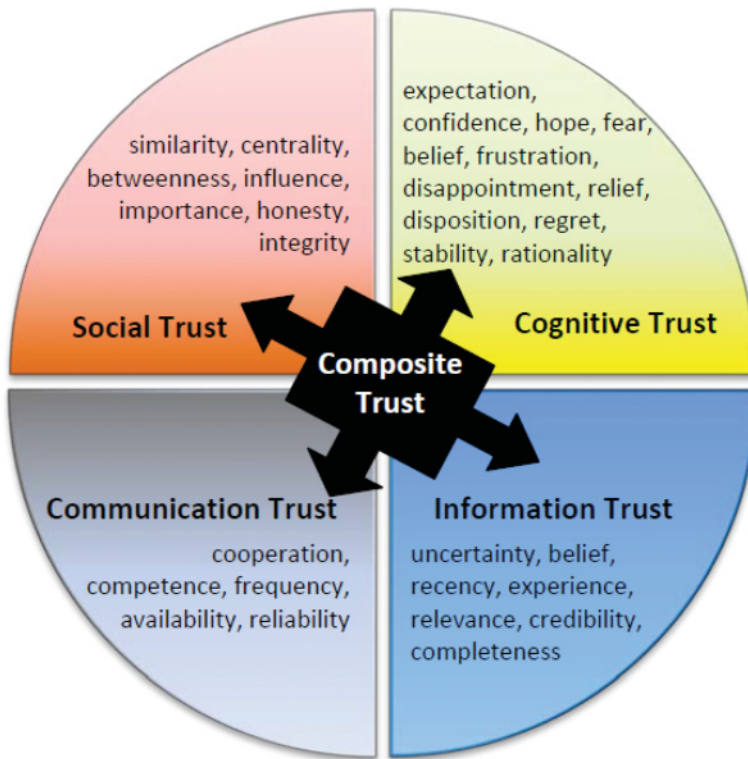 similarity, centrality,
betweenness, influence,
importance, honesty,
integrity
Social Trust
expectation,
confidence, hope, fear,
belief, frustration,
disappointment, relief,
disposition, regret,
stability, rationality
Cognitive Trust
Composite
Trust
Communication Trust
cooperation,
competence, frequency,
availability, reliability
Information Trust
uncertainty, belief,
recency, experience,
relevance, credibility,
completeness